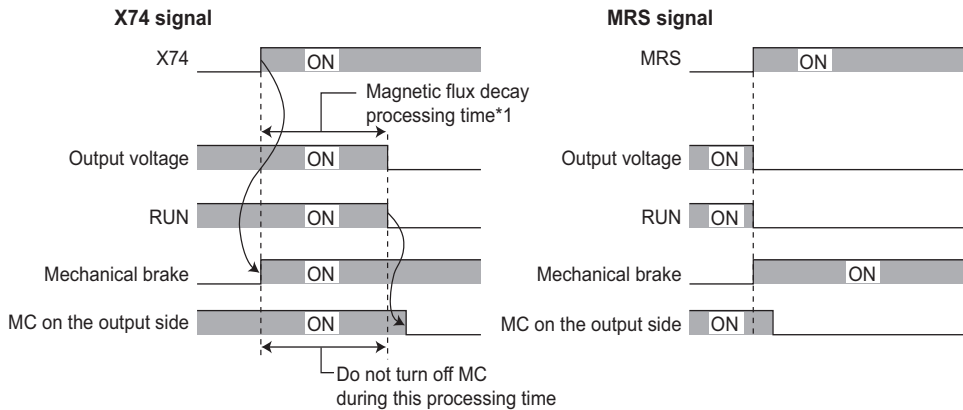 X74 signal
X74
ON
Magnetic flux decay
processing time*1
Output voltage
ON
RUN
ON
Mechanical brake
ON
MC on the output side
ON
Do not turn off MC
during this processing time
MRS signal
MRS
ON
Output voltage
ON
RUN
ON
Mechanical brake
ON
MC on the output side
ON